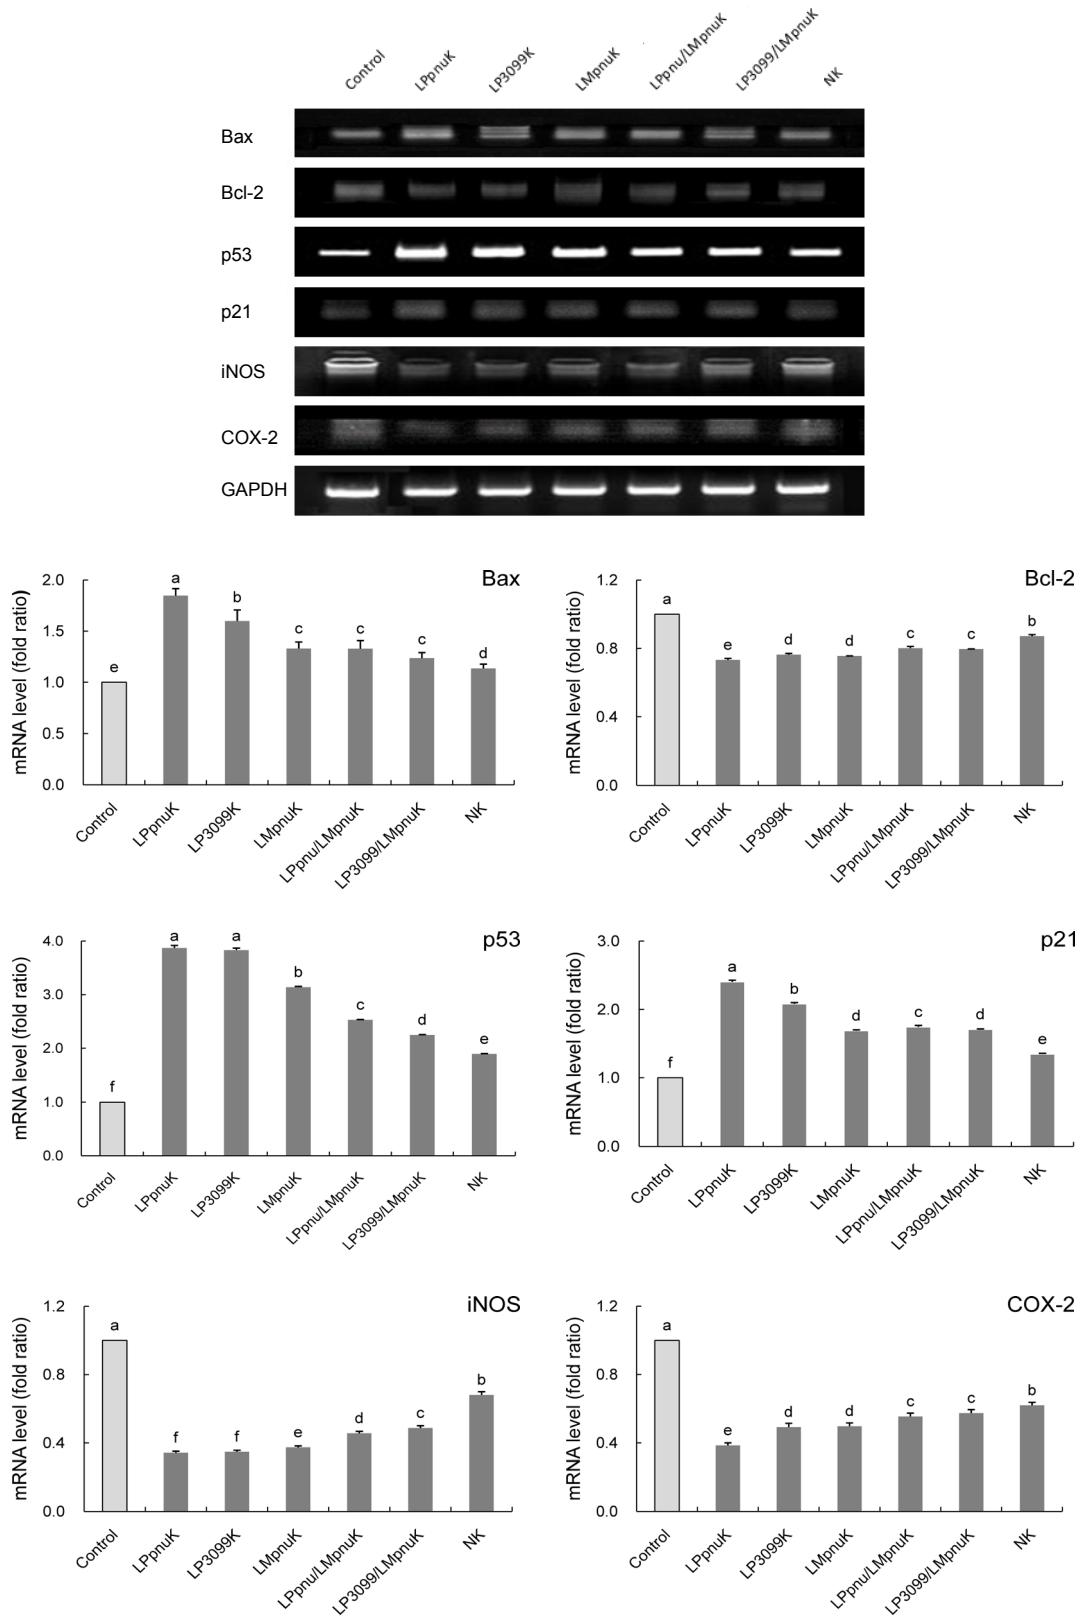 Control LPpnuK LP3099K LMpnuK LPpnu/LMpnuK LP3099/LMpnuK NK
Bax
Bcl-2
p53
p21
iNOS
COX-2
GAPDH
Bax
mRNA level (fold ratio)
2.0
1.5
1.0
0.5
0.0
e a b c c c d
Control LPpnuK LP3099K LMpnuK LPpnu/LMpnuK LP3099/LMpnuK NK
Bcl-2
mRNA level (fold ratio)
1.2
0.8
0.4
0.0
a e d d c c b
Control LPpnuK LP3099K LMpnuK LPpnu/LMpnuK LP3099/LMpnuK NK
p53
mRNA level (fold ratio)
4.0
3.0
2.0
1.0
0.0
f a a b c d e
Control LPpnuK LP3099K LMpnuK LPpnu/LMpnuK LP3099/LMpnuK NK
p21
mRNA level (fold ratio)
3.0
2.0
1.0
0.0
f a b d c d e
Control LPpnuK LP3099K LMpnuK LPpnu/LMpnuK LP3099/LMpnuK NK
iNOS
mRNA level (fold ratio)
1.2
0.8
0.4
0.0
a f f e d c b
Control LPpnuK LP3099K LMpnuK LPpnu/LMpnuK LP3099/LMpnuK NK
COX-2
mRNA level (fold ratio)
1.2
0.8
0.4
0.0
a e d d c c b
Control LPpnuK LP3099K LMpnuK LPpnu/LMpnuK LP3099/LMpnuK NK